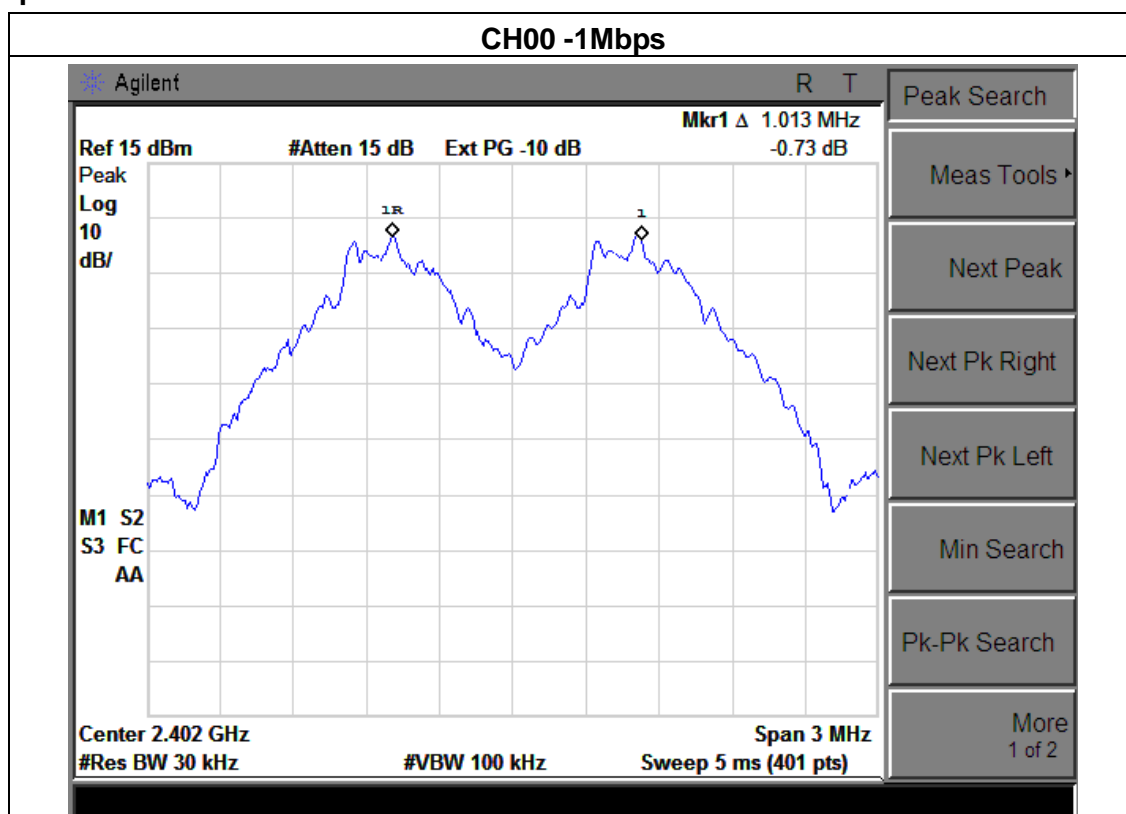 CH00 -1Mbps
Agilent R T
Peak Search
Mkr1 Δ 1.013 MHz
Ref 15 dBm #Atten 15 dB Ext PG -10 dB -0.73 dB
Peak
Log
10
dB/
1R
1
M1 S2
S3 FC
AA
Center 2.402 GHz Span 3 MHz
#Res BW 30 kHz #VBW 100 kHz Sweep 5 ms (401 pts)
Meas Tools
Next Peak
Next Pk Right
Next Pk Left
Min Search
Pk-Pk Search
More
1 of 2